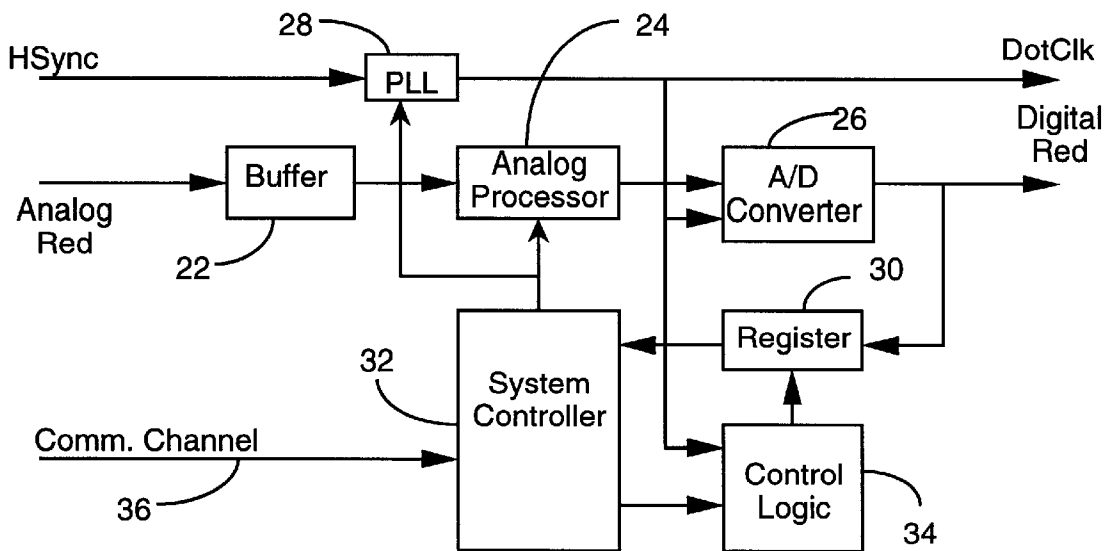 28
24
HSync
DotClk
PLL
26
Digital
Red
Buffer
Analog
Processor
A/D
Converter
Analog
Red
22
30
Register
32
System
Controller
Comm. Channel
36
Control
Logic
34